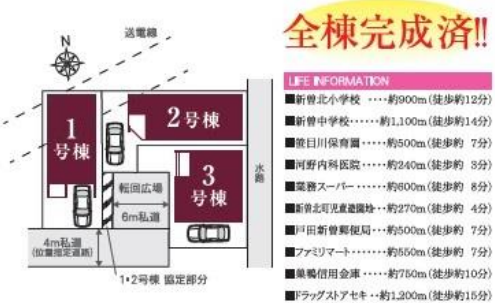 全棟完成済!!
N
送電線
1
号棟
2号棟
3
号棟
水路
転回広場
6m私道
4m私道
(位置指定道路)
1・2号棟 協定部分
LIFE INFORMATION
■新曽北小学校 ‥‥約900m(徒歩約12分)
■新曽中学校‥‥‥約1,100m(徒歩約14分)
■笹目川保育園‥‥‥約500m(徒歩約 7分)
■河野内科医院‥‥‥約240m(徒歩約 3分)
■業務スーパー‥‥‥約600m(徒歩約 8分)
■新曽北町児童遊園地‥約270m(徒歩約 4分)
■戸田新曽郵便局‥‥約500m(徒歩約 7分)
■ファミリマート‥‥‥約550m(徒歩約 7分)
■巣鴨信用金庫‥‥‥約750m(徒歩約10分)
■ドラッグストアセキ‥約1,200m(徒歩約15分)